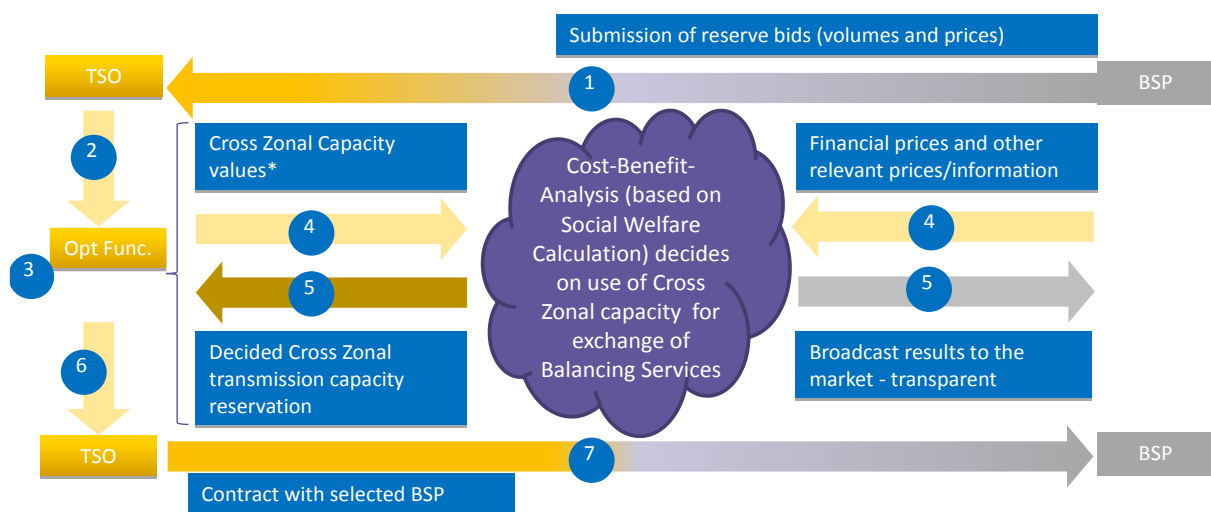 Submission of reserve bids (volumes and prices)
TSO
1
BSP
2
Cross Zonal Capacity
values*
Cost-Benefit-
Analysis (based on
Social Welfare
Calculation) decides
on use of Cross
Zonal capacity for
exchange of
Balancing Services
Financial prices and other
relevant prices/information
4
4
Opt Func.
3
5
5
Decided Cross Zonal
transmission capacity
reservation
Broadcast results to the
market - transparent
6
TSO
7
BSP
Contract with selected BSP